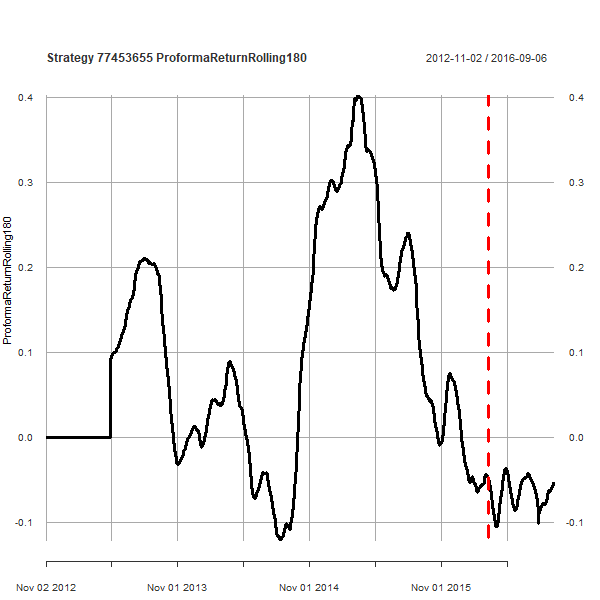 Strategy 77453655 ProformaReturnRolling180
2012-11-02 / 2016-09-06
ProformaReturnRolling180
0.4
0.3
0.2
0.1
0.0
-0.1
0.4
0.3
0.2
0.1
0.0
-0.1
Nov 02 2012
Nov 01 2013
Nov 01 2014
Nov 01 2015